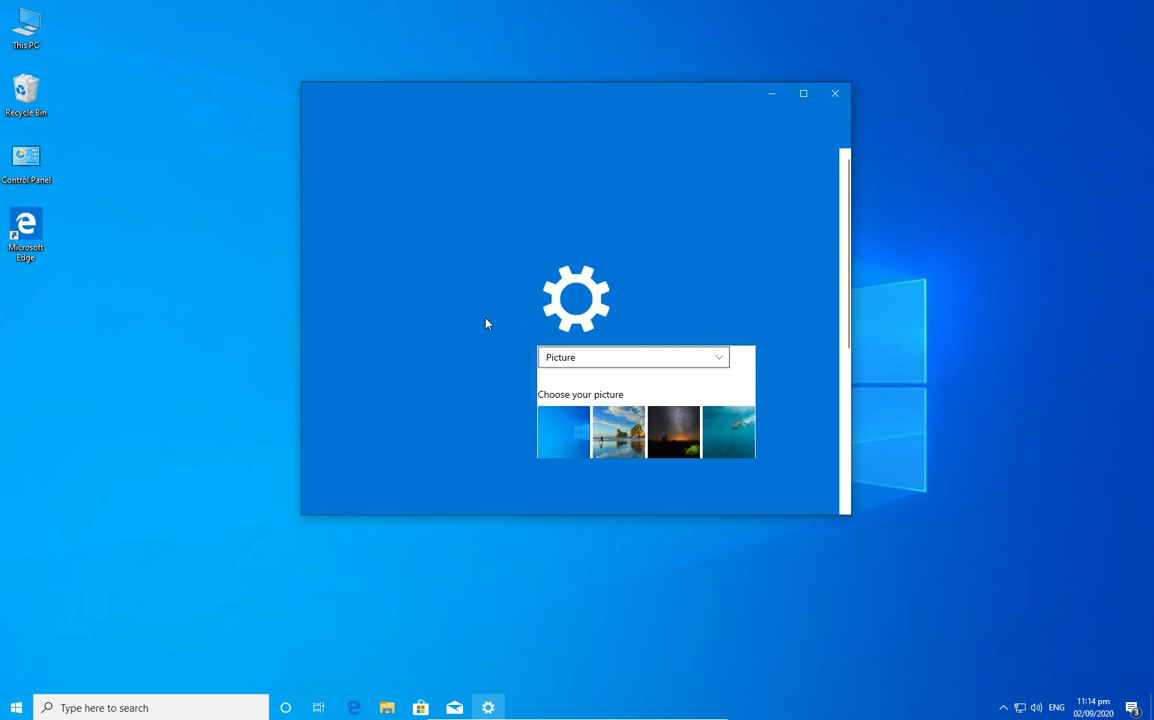 This PC
Recycle Bin
Control Panel
Microsoft
Edge
Picture
Choose your picture
Type here to search
ENG
11:14 pm
02/09/2020
3